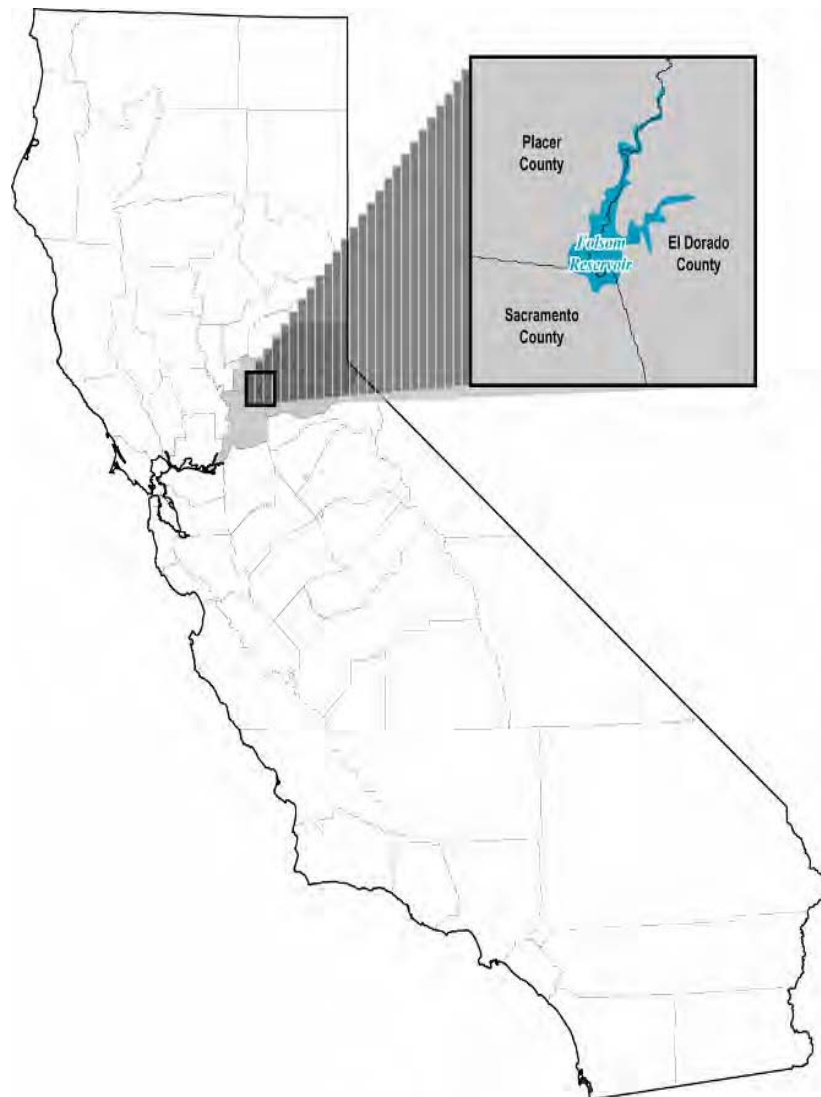 Placer
County
Folsom
Reservoir
El Dorado
County
Sacramento
County